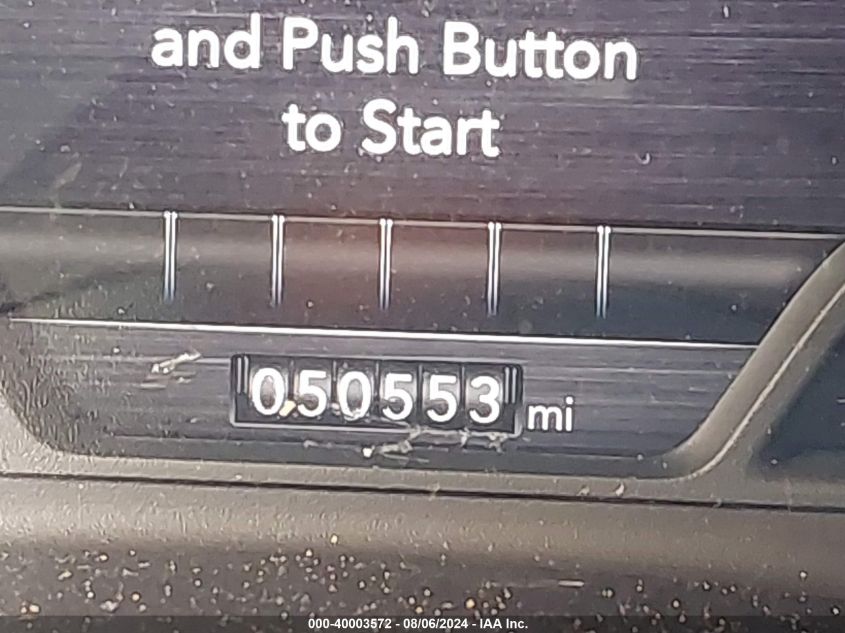 and Push Button
to Start
050553 mi
000-40003572 - 08/06/2024 - IAA Inc.